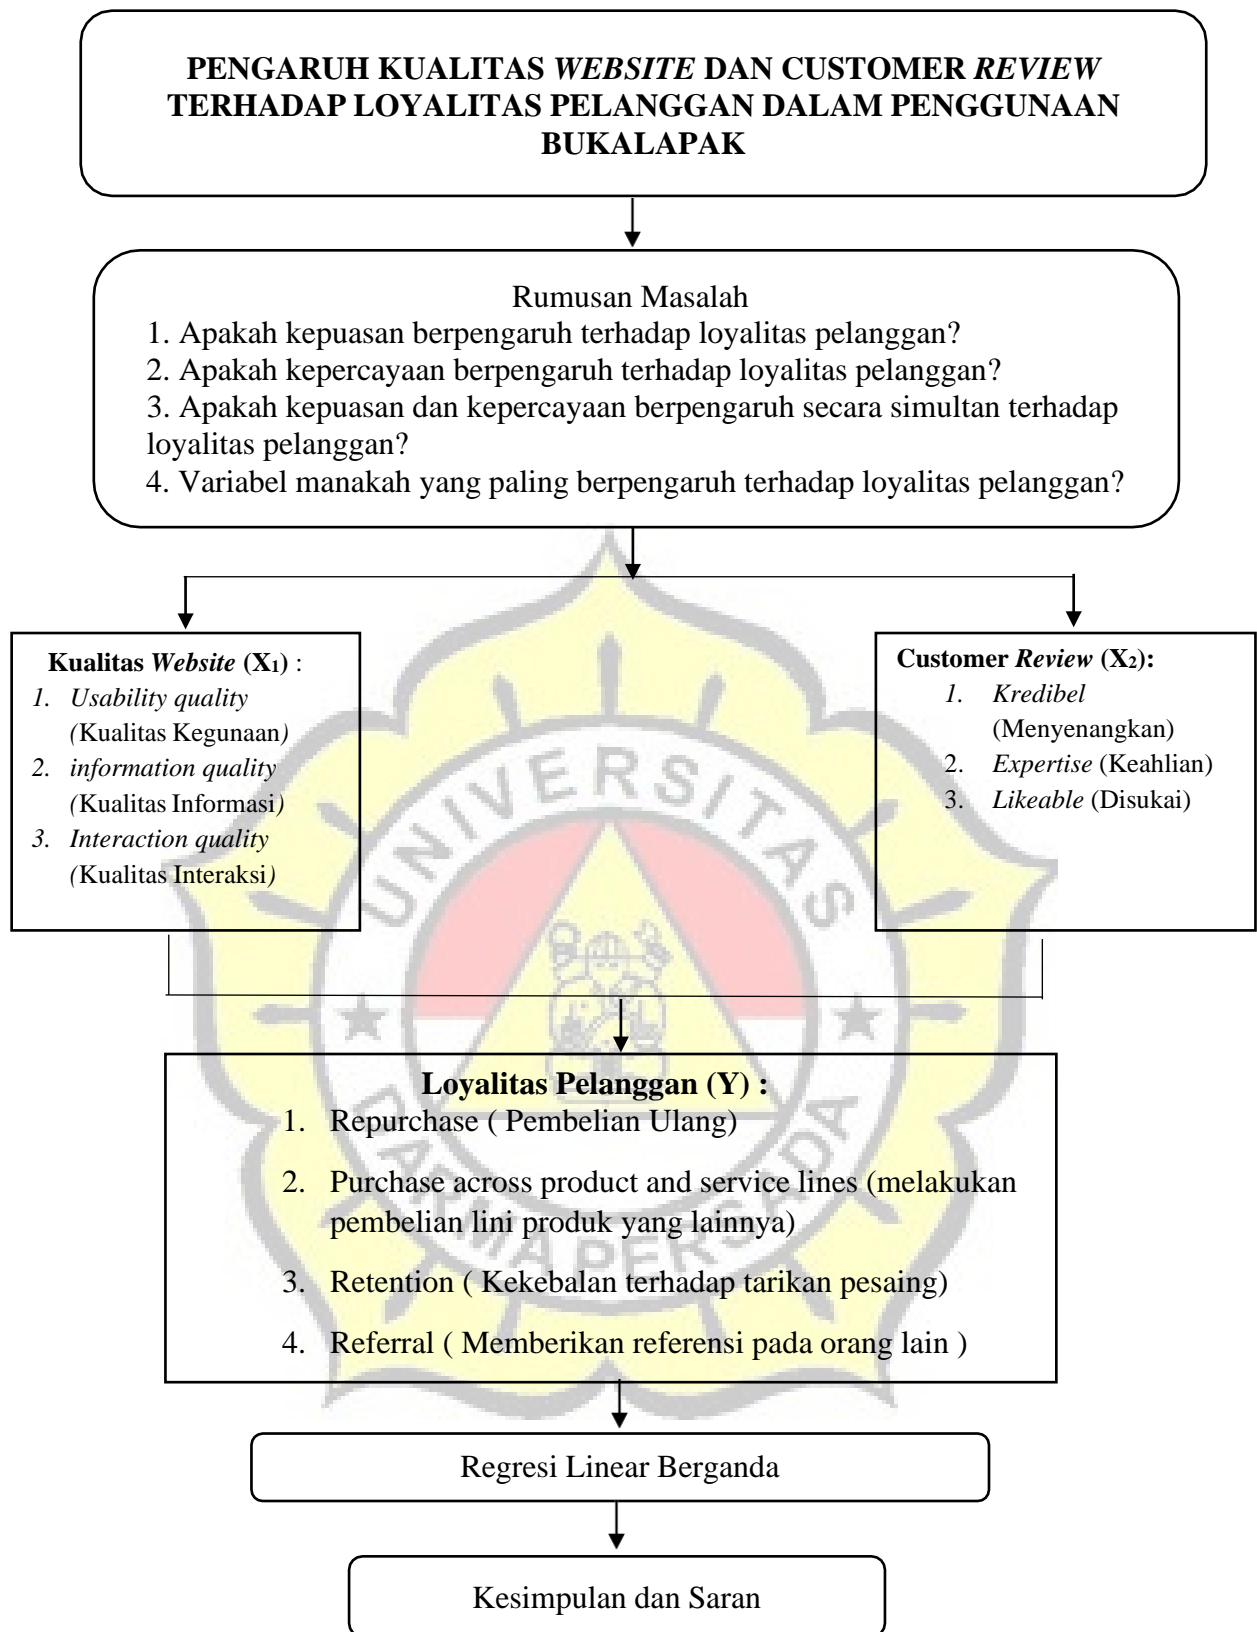 PENGARUH KUALITAS WEBSITE DAN CUSTOMER REVIEW
TERHADAP LOYALITAS PELANGGAN DALAM PENGGUNAAN
BUKALAPAK
Rumusan Masalah
1. Apakah kepuasan berpengaruh terhadap loyalitas pelanggan?
2. Apakah kepercayaan berpengaruh terhadap loyalitas pelanggan?
3. Apakah kepuasan dan kepercayaan berpengaruh secara simultan terhadap
loyalitas pelanggan?
4. Variabel manakah yang paling berpengaruh terhadap loyalitas pelanggan?
Kualitas Website (X1) :
1. Usability quality
(Kualitas Kegunaan)
2. information quality
(Kualitas Informasi)
3. Interaction quality
(Kualitas Interaksi)
Customer Review (X2):
1. Kredibel
(Menyenangkan)
2. Expertise (Keahlian)
3. Likeable (Disukai)
UNIVERSITAS
DARMA PERSADA
Loyalitas Pelanggan (Y) :
1. Repurchase ( Pembelian Ulang)
2. Purchase across product and service lines (melakukan
pembelian lini produk yang lainnya)
3. Retention ( Kekebalan terhadap tarikan pesaing)
4. Referral ( Memberikan referensi pada orang lain )
Regresi Linear Berganda
Kesimpulan dan Saran